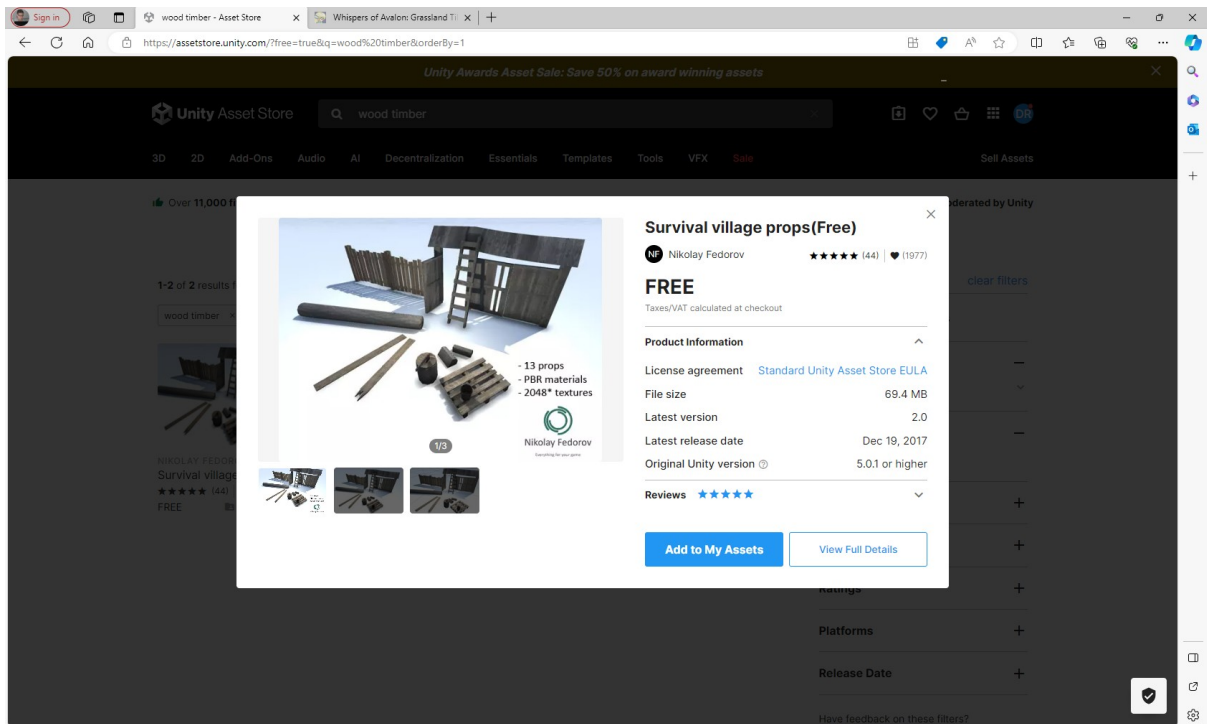 Sign in
wood timber - Asset Store
Whispers of Avalon: Grassland Ti
https://assetstore.unity.com/?free=true&q=wood%20timber&orderBy=1
Unity Awards Asset Sale: Save 50% on award winning assets
Unity Asset Store
wood timber
DR
3D 2D Add-Ons Audio AI Decentralization Essentials Templates Tools VFX Sale Sell Assets
Over 11,000 fi
oderated by Unity
1-2 of 2 results f
clear filters
wood timber ×
NIKOLAY FEDOR
Survival village
(44)
FREE
- 13 props
- PBR materials
- 2048* textures
Nikolay Fedorov
Everything for your game
1/3
Survival village props(Free)
NF Nikolay Fedorov ★★★★★ (44) | ♥ (1977)
FREE
Taxes/VAT calculated at checkout
Product Information
License agreement Standard Unity Asset Store EULA
File size 69.4 MB
Latest version 2.0
Latest release date Dec 19, 2017
Original Unity version 5.0.1 or higher
Reviews ★★★★★
Add to My Assets
View Full Details
Ratings
Platforms
Release Date
Have feedback on these filters?